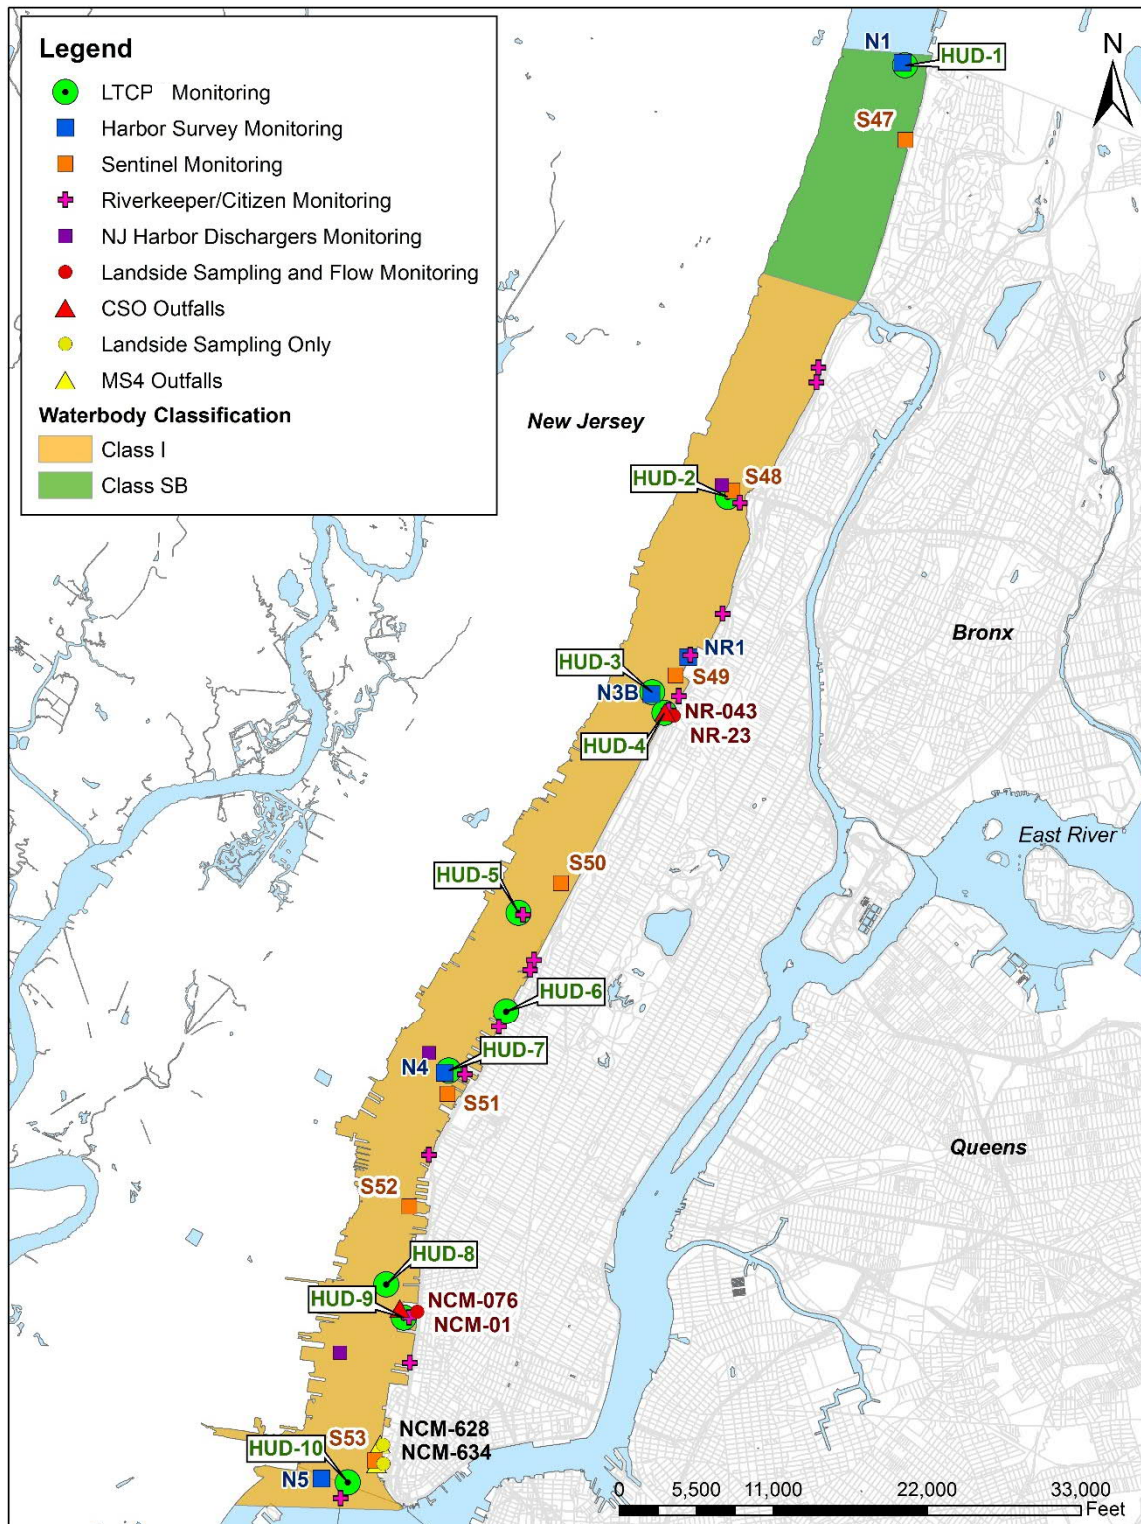 Legend
LTCP Monitoring
Harbor Survey Monitoring
Sentinel Monitoring
Riverkeeper/Citizen Monitoring
NJ Harbor Dischargers Monitoring
Landside Sampling and Flow Monitoring
CSO Outfalls
Landside Sampling Only
MS4 Outfalls
Waterbody Classification
Class I
Class SB
N1
HUD-1
N
S47
New Jersey
HUD-2
S48
Bronx
NR1
HUD-3
S49
N3B
NR-043
NR-23
HUD-4
East River
S50
HUD-5
HUD-6
HUD-7
N4
S51
Queens
S52
HUD-8
HUD-9
NCM-076
NCM-01
NCM-628
S53
NCM-634
HUD-10
N5
0 5,500 11,000 22,000 33,000
Feet